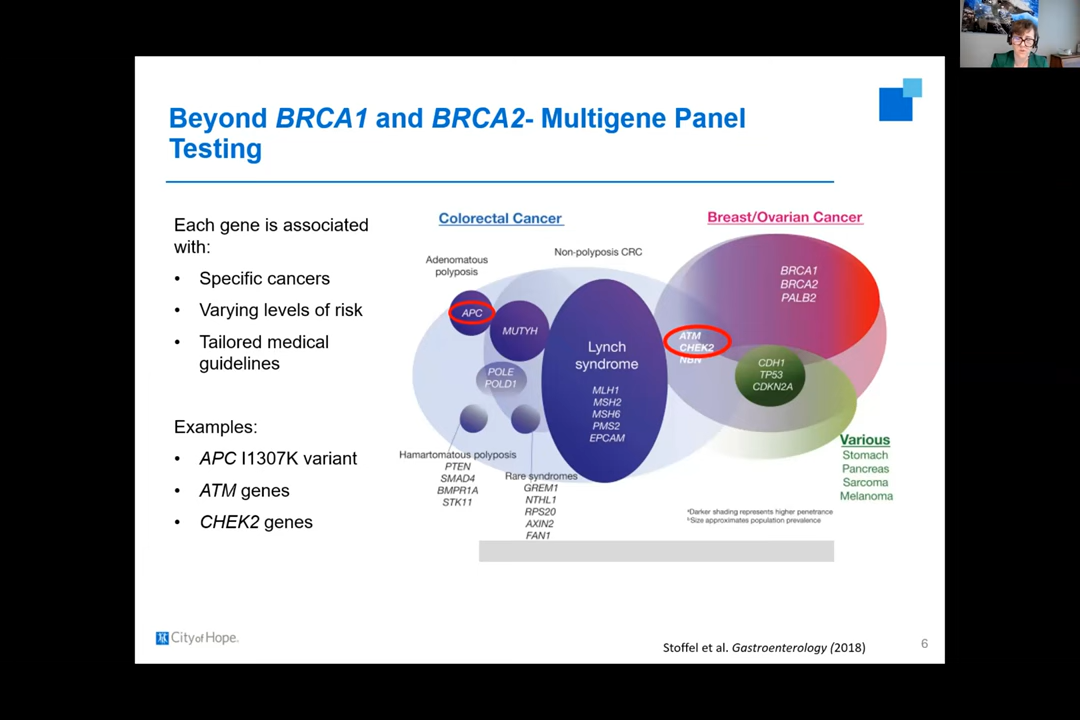 Beyond BRCA1 and BRCA2- Multigene Panel
Testing
Each gene is associated
with:
• Specific cancers
• Varying levels of risk
• Tailored medical
guidelines
Examples:
• APC I1307K variant
• ATM genes
• CHEK2 genes
Colorectal Cancer
Breast/Ovarian Cancer
Adenomatous
polyposis
Non-polyposis CRC
APC
MUTYH
POLE
POLD1
Lynch
syndrome
MLH1
MSH2
MSH6
PMS2
EPCAM
ATM
CHEK2
NBN
BRCA1
BRCA2
PALB2
CDH1
TP53
CDKN2A
Hamartomatous polyposis
PTEN
SMAD4
BMPR1A
STK11
Rare syndromes
GREM1
NTHL1
RPS20
AXIN2
FAN1
Various
Stomach
Pancreas
Sarcoma
Melanoma
ᵃDarker shading represents higher penetrance
ᵇSize approximates population prevalence
City of Hope.
Stoffel et al. Gastroenterology (2018)
6